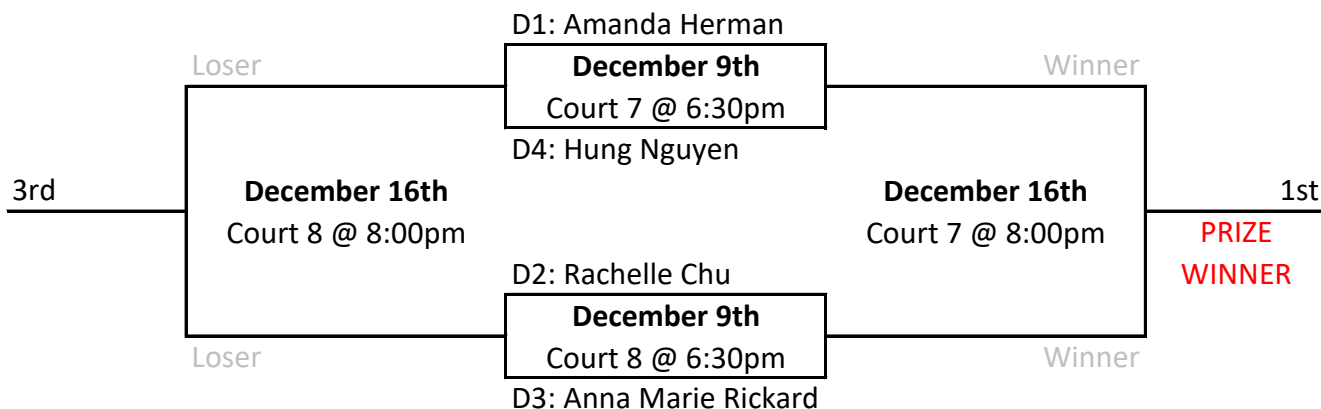 D1: Amanda Herman
Loser
December 9th
Winner
Court 7 @ 6:30pm
D4: Hung Nguyen
3rd
December 16th
December 16th
1st
Court 8 @ 8:00pm
Court 7 @ 8:00pm
PRIZE
WINNER
D2: Rachelle Chu
December 9th
Loser
Court 8 @ 6:30pm
Winner
D3: Anna Marie Rickard